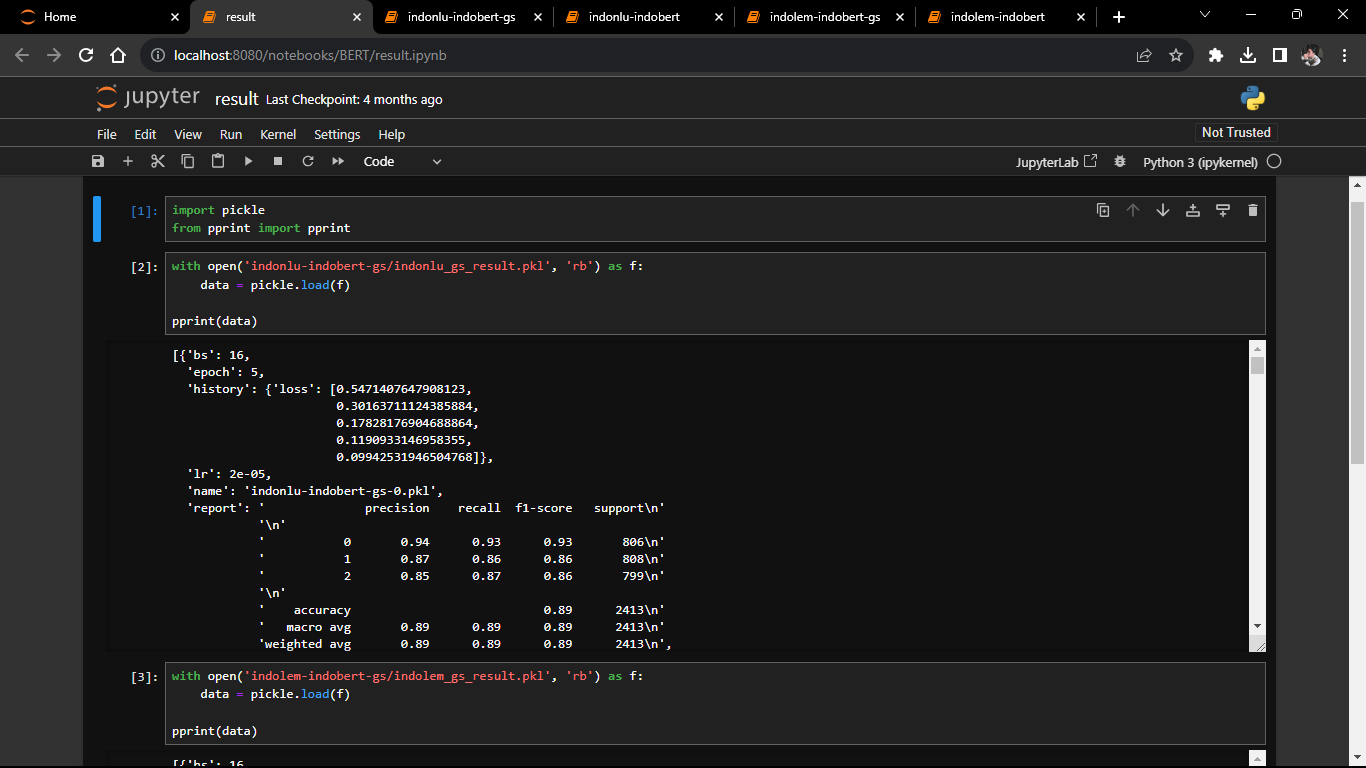 Home
result
indonlu-indobert-gs
indonlu-indobert
indolem-indobert-gs
indolem-indobert
localhost:8080/notebooks/BERT/result.ipynb
jupyter result Last Checkpoint: 4 months ago
File Edit View Run Kernel Settings Help
Not Trusted
Code
JupyterLab
Python 3 (ipykernel)
[1]: import pickle
from pprint import pprint
[2]: with open('indonlu-indobert-gs/indonlu_gs_result.pkl', 'rb') as f:
    data = pickle.load(f)
pprint(data)
[{'bs': 16,
  'epoch': 5,
  'history': {'loss': [0.5471407647908123,
                       0.30163711124385884,
                       0.17828176904688864,
                       0.1190933146958355,
                       0.09942531946504768]},
  'lr': 2e-05,
  'name': 'indonlu-indobert-gs-0.pkl',
  'report': '              precision    recall  f1-score   support\n'
            '\n'
            '           0       0.94      0.93      0.93       806\n'
            '           1       0.87      0.86      0.86       808\n'
            '           2       0.85      0.87      0.86       799\n'
            '\n'
            '    accuracy                           0.89      2413\n'
            '   macro avg       0.89      0.89      0.89      2413\n'
            'weighted avg       0.89      0.89      0.89      2413\n',
[3]: with open('indolem-indobert-gs/indolem_gs_result.pkl', 'rb') as f:
    data = pickle.load(f)
pprint(data)
[{'bs': 16